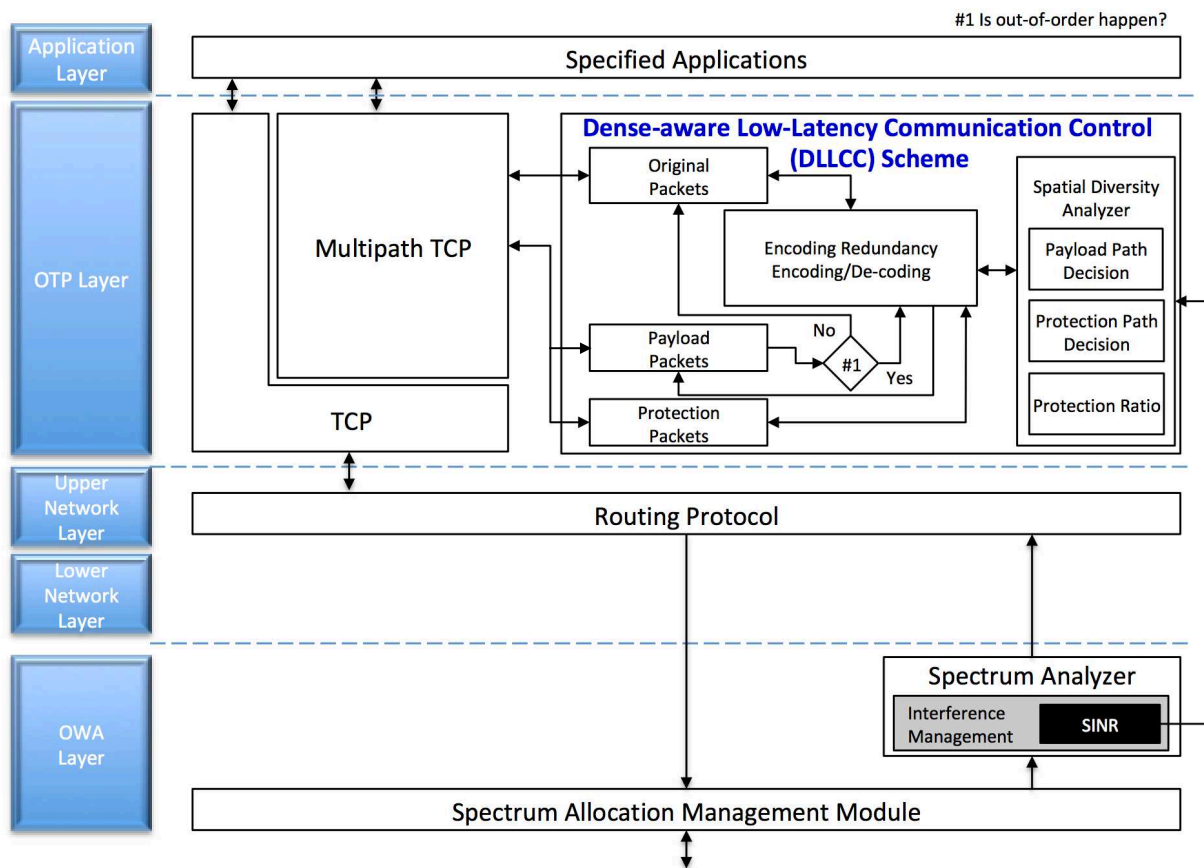 #1 Is out-of-order happen?
Application
Layer
Specified Applications
OTP Layer
Multipath TCP
TCP
Dense-aware Low-Latency Communication Control
(DLLCC) Scheme
Original
Packets
Encoding Redundancy
Encoding/De-coding
Payload
Packets
No
#1
Yes
Protection
Packets
Spatial Diversity
Analyzer
Payload Path
Decision
Protection Path
Decision
Protection Ratio
Upper
Network
Layer
Routing Protocol
Lower
Network
Layer
OWA
Layer
Spectrum Analyzer
Interference
Management
SINR
Spectrum Allocation Management Module